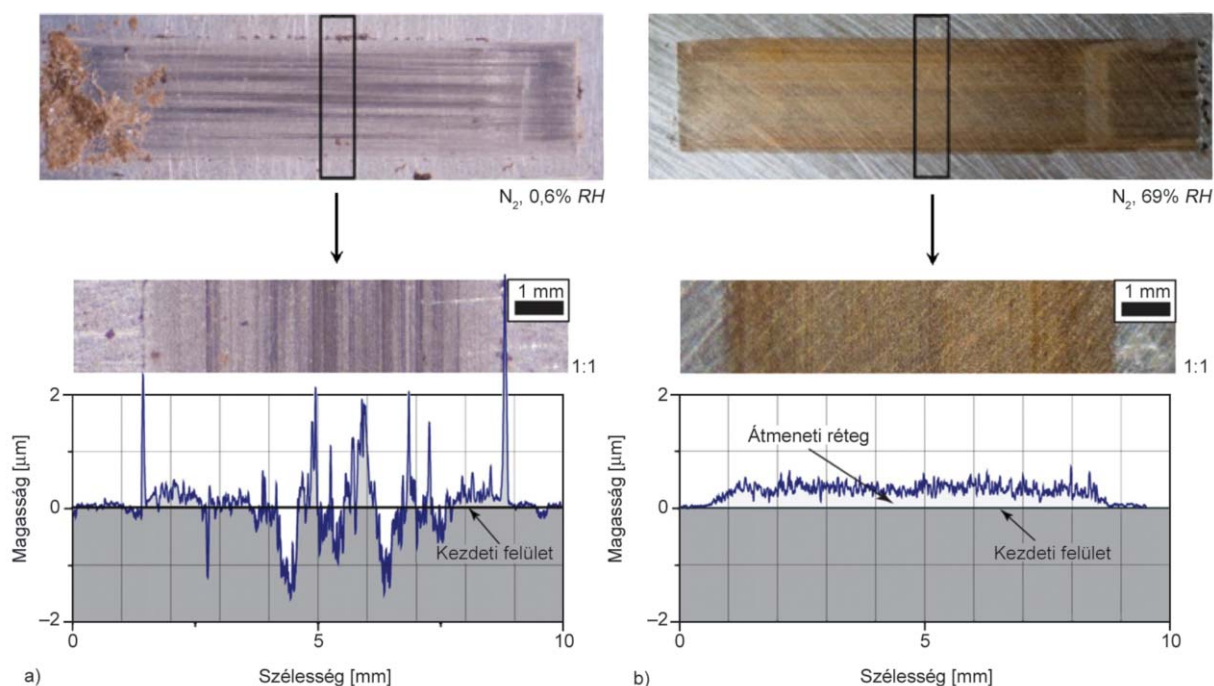 N₂, 0,6% RH
1 mm
1:1
2
0
–2
Magasság [µm]
Kezdeti felület
0
5
10
Szélesség [mm]
a)
N₂, 69% RH
1 mm
1:1
2
0
–2
Magasság [µm]
Átmeneti réteg
Kezdeti felület
0
5
10
Szélesség [mm]
b)